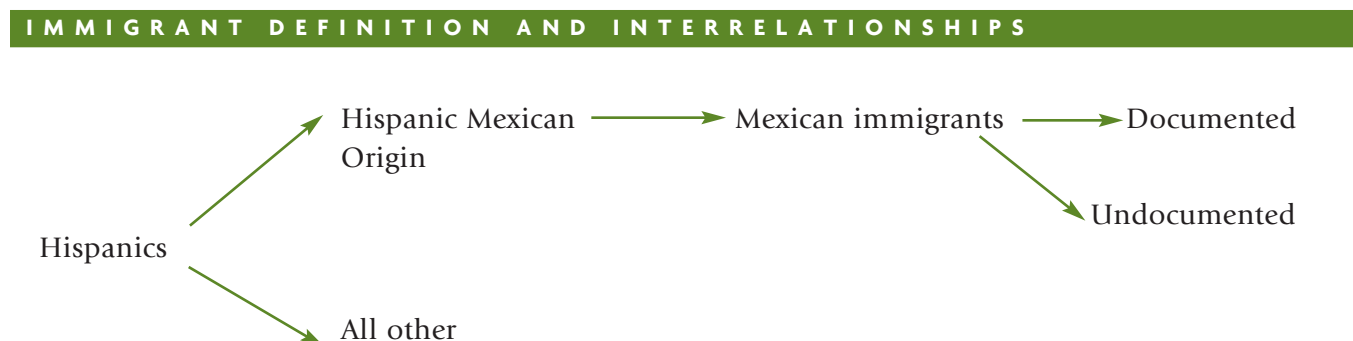 IMMIGRANT DEFINITION AND INTERRELATIONSHIPS
Hispanic Mexican Origin
Mexican immigrants
Documented
Undocumented
Hispanics
All other